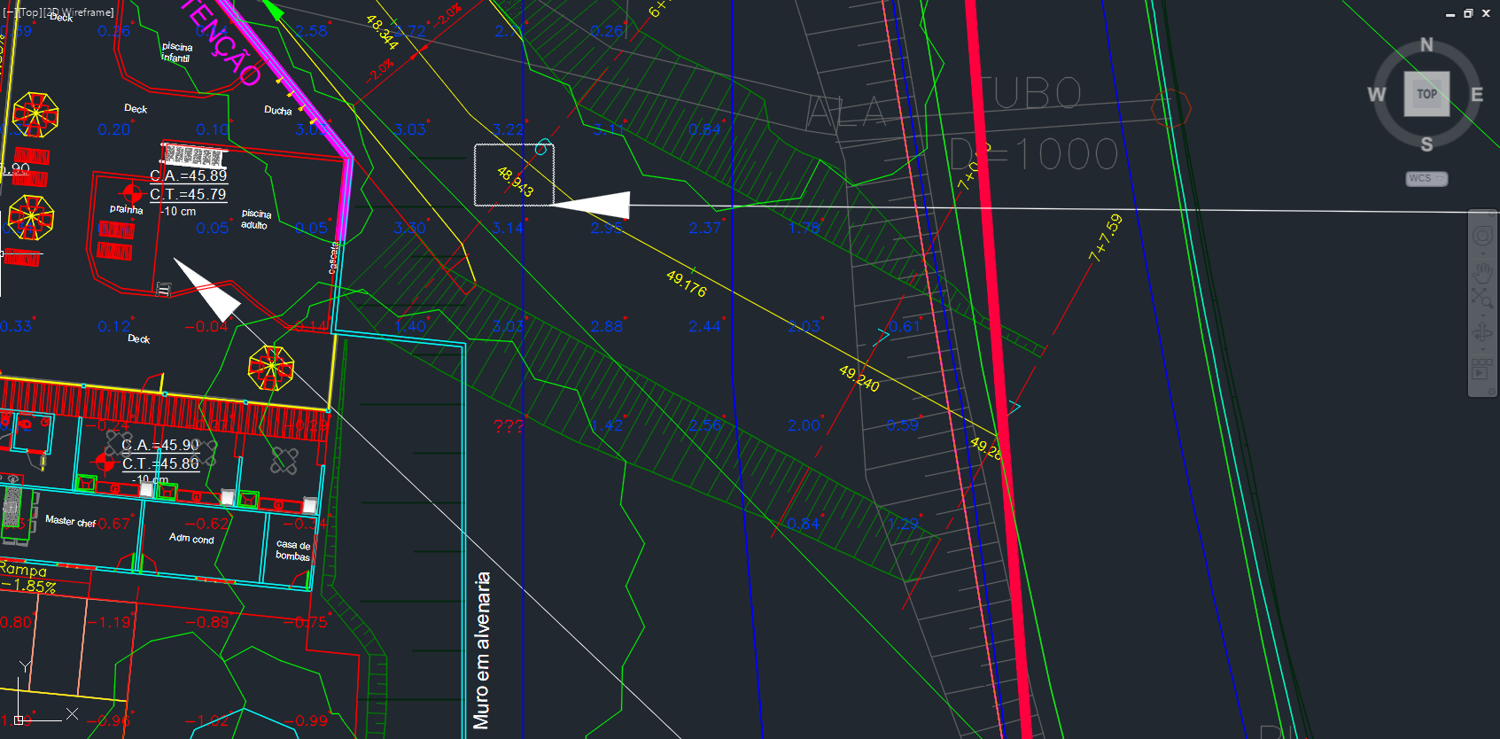 [−][Top][2D Wireframe]
Deck
0.26
2.58
2.72
2.71
0.26
48.344
−2.0%
−2.0%
piscina
infantil
TENÇÃO
N
W
TOP
E
S
WCS
TUBO
ALA
D=1000
Deck
Ducha
0.20
0.10
3.03
3.22
3.11
0.84
C.A.=45.89
C.T.=45.79
-10 cm
prainha
piscina
adulto
48.943
0.05
0.05
3.30
3.14
2.95
2.37
1.78
7+7.59
cascata
49.176
0.33
0.12
−0.04
1.40
3.03
2.88
2.44
2.03
0.61
Deck
49.240
???
1.42
2.56
2.00
0.59
C.A.=45.90
C.T.=45.80
-10 cm
49.28
Master chef
0.67
−0.62
0.84
1.29
Adm cond
casa de
bombas
Rampa
−1.85%
0.80
−1.19
−0.89
−0.75
Muro em alvenaria
−0.96
−1.02
−0.99
Y
X